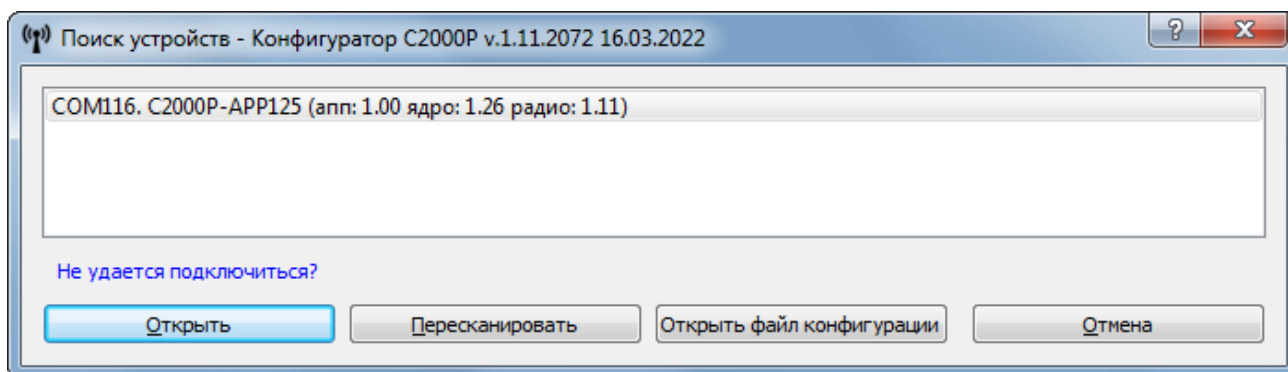 Поиск устройств - Конфигуратор С2000Р v.1.11.2072 16.03.2022
COM116. С2000Р-АРР125 (апп: 1.00 ядро: 1.26 радио: 1.11)
Не удается подключиться?
Открыть Пересканировать Открыть файл конфигурации Отмена